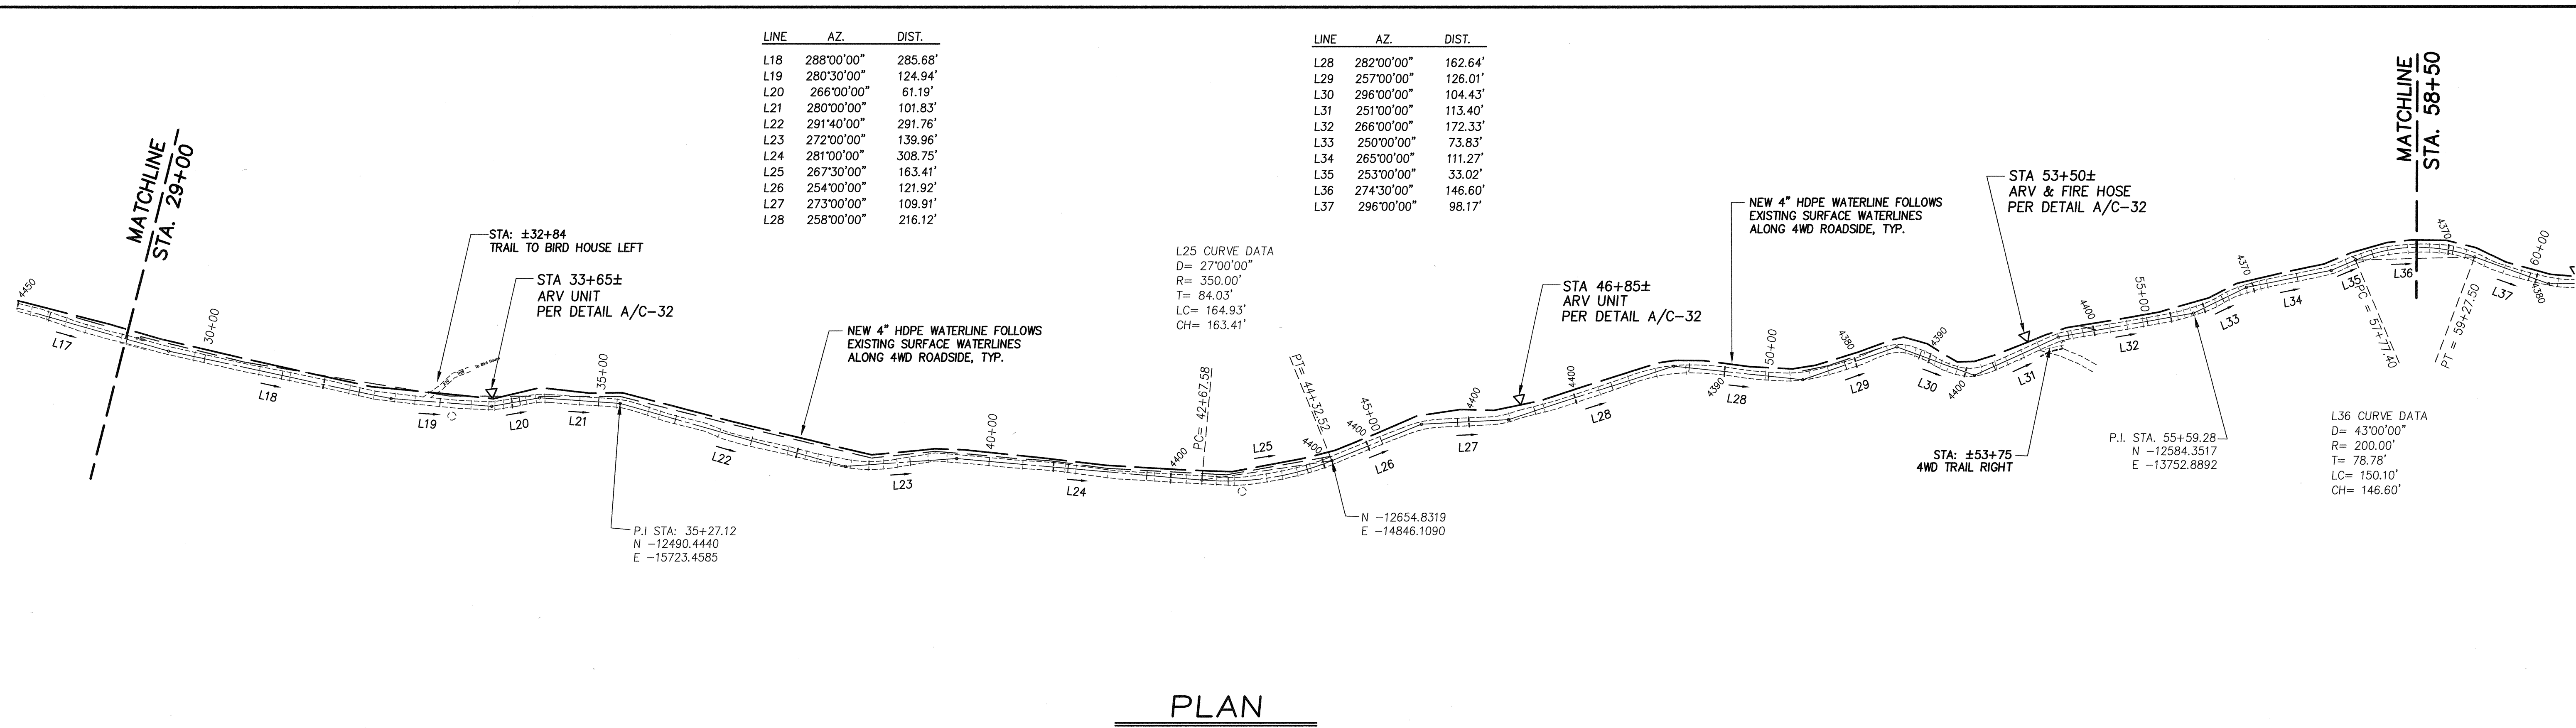 LINE AZ. DIST.
L18 288°00'00" 285.68'
L19 280°30'00" 124.94'
L20 266°00'00" 61.19'
L21 280°00'00" 101.83'
L22 291°40'00" 291.76'
L23 272°00'00" 139.96'
L24 281°00'00" 308.75'
L25 267°30'00" 163.41'
L26 254°00'00" 121.92'
L27 273°00'00" 109.91'
L28 258°00'00" 216.12'
LINE AZ. DIST.
L28 282°00'00" 162.64'
L29 257°00'00" 126.01'
L30 296°00'00" 104.43'
L31 251°00'00" 113.40'
L32 266°00'00" 172.33'
L33 250°00'00" 73.83'
L34 265°00'00" 111.27'
L35 253°00'00" 33.02'
L36 274°30'00" 146.60'
L37 296°00'00" 98.17'
MATCHLINE
STA. 29+00
MATCHLINE
STA. 58+50
STA: ±32+84
TRAIL TO BIRD HOUSE LEFT
STA 33+65±
ARV UNIT
PER DETAIL A/C-32
NEW 4" HDPE WATERLINE FOLLOWS
EXISTING SURFACE WATERLINES
ALONG 4WD ROADSIDE, TYP.
L25 CURVE DATA
D= 27°00'00"
R= 350.00'
T= 84.03'
LC= 164.93'
CH= 163.41'
STA 46+85±
ARV UNIT
PER DETAIL A/C-32
NEW 4" HDPE WATERLINE FOLLOWS
EXISTING SURFACE WATERLINES
ALONG 4WD ROADSIDE, TYP.
STA 53+50±
ARV & FIRE HOSE
PER DETAIL A/C-32
4450
L17
30+00
L18
L19
L20
L21
35+00
L22
L23
40+00
L24
4400
PC= 42+67.58
L25
PT= 44+32.52
4400
4400
45+00
L26
4400
L27
4400
L28
4390
L28
50+00
4380
L29
4390
L30
4400
L31
4400
L32
55+00
L33
4370
L34
L35
PC = 57+77.40
L36
4370
PT = 59+27.50
L37
60+00
4380
P.I STA: 35+27.12
N -12490.4440
E -15723.4585
N -12654.8319
E -14846.1090
STA: ±53+75
4WD TRAIL RIGHT
P.I. STA. 55+59.28
N -12584.3517
E -13752.8892
L36 CURVE DATA
D= 43°00'00"
R= 200.00'
T= 78.78'
LC= 150.10'
CH= 146.60'
PLAN